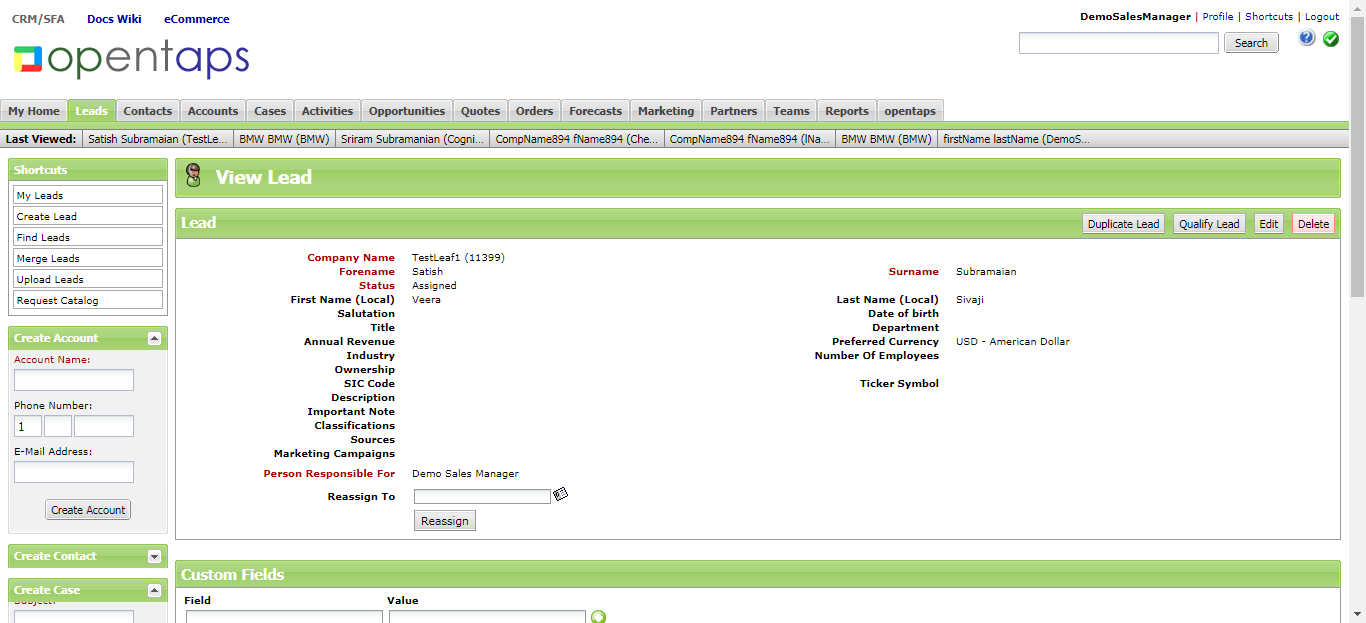 CRM/SFA Docs Wiki eCommerce
DemoSalesManager | Profile | Shortcuts | Logout
opentaps
Search
?
My Home Leads Contacts Accounts Cases Activities Opportunities Quotes Orders Forecasts Marketing Partners Teams Reports opentaps
Last Viewed: Satish Subramaian (TestLe... BMW BMW (BMW) Sriram Subramanian (Cogni... CompName894 fName894 (Che... CompName894 fName894 (lNa... BMW BMW (BMW) firstName lastName (DemoS...
Shortcuts
My Leads
Create Lead
Find Leads
Merge Leads
Upload Leads
Request Catalog
Create Account
Account Name:
Phone Number:
1
E-Mail Address:
Create Account
Create Contact
Create Case
Subject:
View Lead
Lead Duplicate Lead Qualify Lead Edit Delete
Company Name TestLeaf1 (11399)
Forename Satish Surname Subramaian
Status Assigned
First Name (Local) Veera Last Name (Local) Sivaji
Salutation Date of birth
Title Department
Annual Revenue Preferred Currency USD - American Dollar
Industry Number Of Employees
Ownership
SIC Code Ticker Symbol
Description
Important Note
Classifications
Sources
Marketing Campaigns
Person Responsible For Demo Sales Manager
Reassign To
Reassign
Custom Fields
Field Value